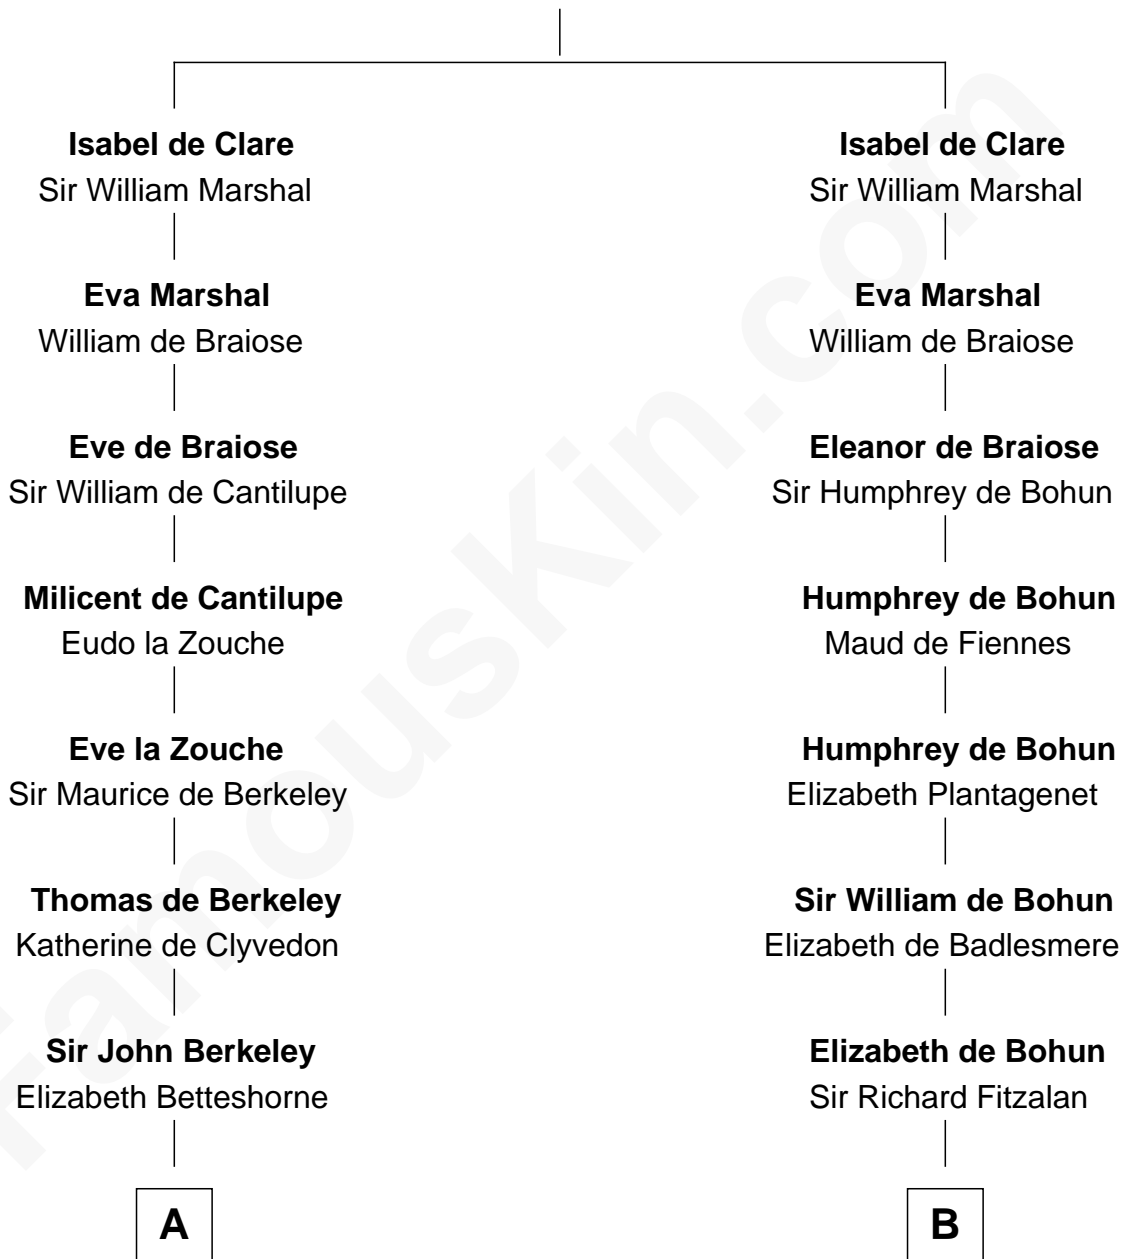 Isabel de Clare
Sir William Marshal
Eva Marshal
William de Braiose
Eve de Braiose
Sir William de Cantilupe
Milicent de Cantilupe
Eudo la Zouche
Eve la Zouche
Sir Maurice de Berkeley
Thomas de Berkeley
Katherine de Clyvedon
Sir John Berkeley
Elizabeth Betteshorne
A
Isabel de Clare
Sir William Marshal
Eva Marshal
William de Braiose
Eleanor de Braiose
Sir Humphrey de Bohun
Humphrey de Bohun
Maud de Fiennes
Humphrey de Bohun
Elizabeth Plantagenet
Sir William de Bohun
Elizabeth de Badlesmere
Elizabeth de Bohun
Sir Richard Fitzalan
B
FamousKin.com